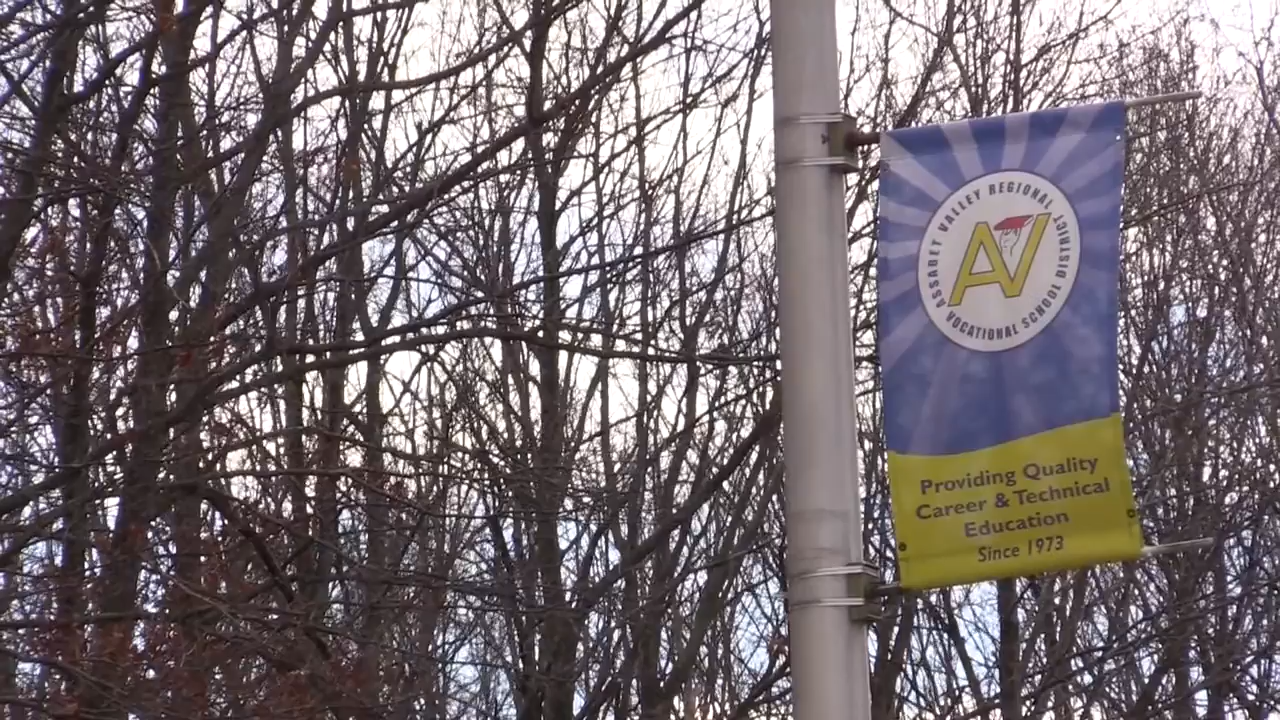 ASSABET VALLEY REGIONAL
VOCATIONAL SCHOOL DISTRICT
AV
Providing Quality
Career & Technical
Education
Since 1973